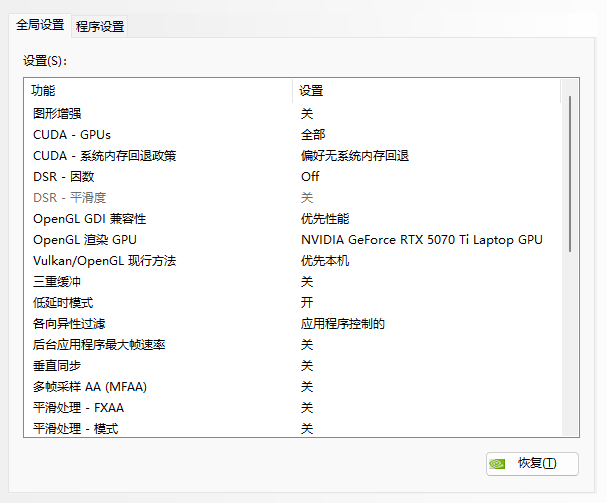 全局设置 程序设置
设置(S):
功能 设置
图形增强 关
CUDA - GPUs 全部
CUDA - 系统内存回退政策 偏好无系统内存回退
DSR - 因数 Off
DSR - 平滑度 关
OpenGL GDI 兼容性 优先性能
OpenGL 渲染 GPU NVIDIA GeForce RTX 5070 Ti Laptop GPU
Vulkan/OpenGL 现行方法 优先本机
三重缓冲 关
低延时模式 开
各向异性过滤 应用程序控制的
后台应用程序最大帧速率 关
垂直同步 关
多帧采样 AA (MFAA) 关
平滑处理 - FXAA 关
平滑处理 - 模式 关
恢复(T)